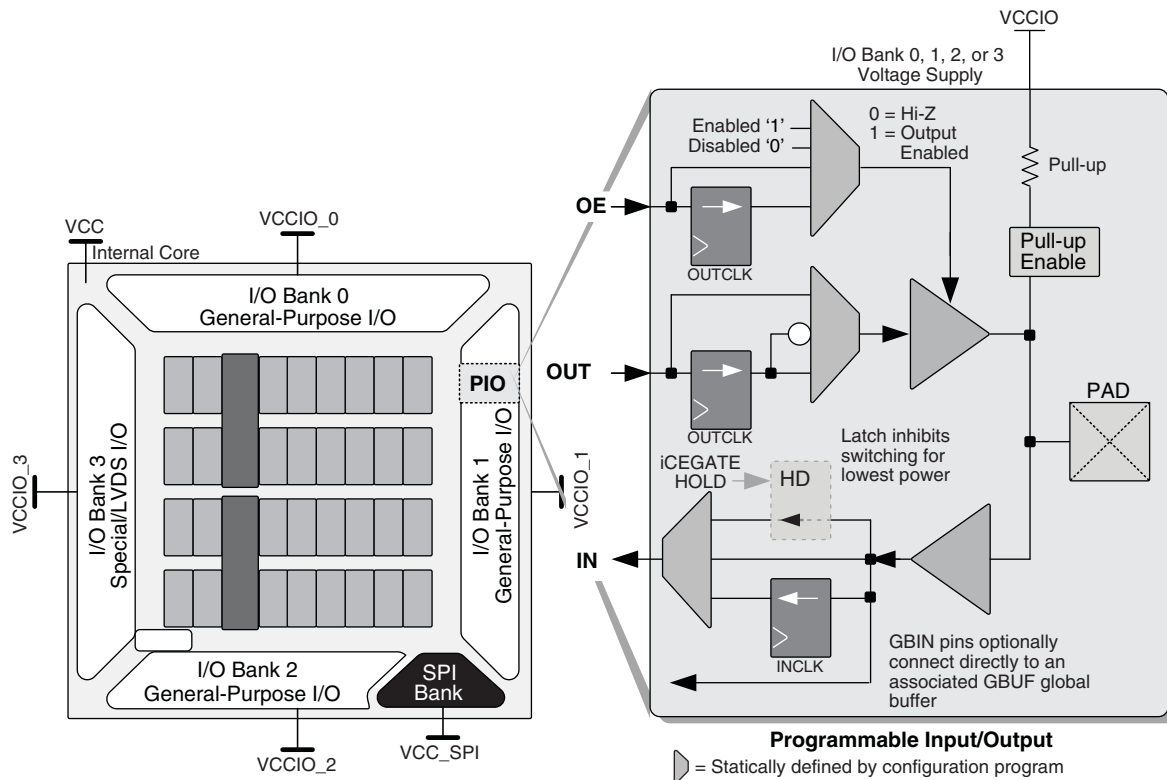 VCCIO
I/O Bank 0, 1, 2, or 3
Voltage Supply
Enabled ‘1’
Disabled ‘0’
0 = Hi-Z
1 = Output
Enabled
Pull-up
OE
OUTCLK
Pull-up
Enable
VCC
VCCIO_0
Internal Core
I/O Bank 0
General-Purpose I/O
OUT
OUTCLK
PAD
PIO
I/O Bank 1
General-Purpose I/O
VCCIO_1
VCCIO_3
I/O Bank 3
Special/LVDS I/O
iCEGATE
HOLD
HD
Latch inhibits
switching for
lowest power
IN
INCLK
GBIN pins optionally
connect directly to an
associated GBUF global
buffer
I/O Bank 2
General-Purpose I/O
SPI
Bank
VCCIO_2
VCC_SPI
Programmable Input/Output
= Statically defined by configuration program